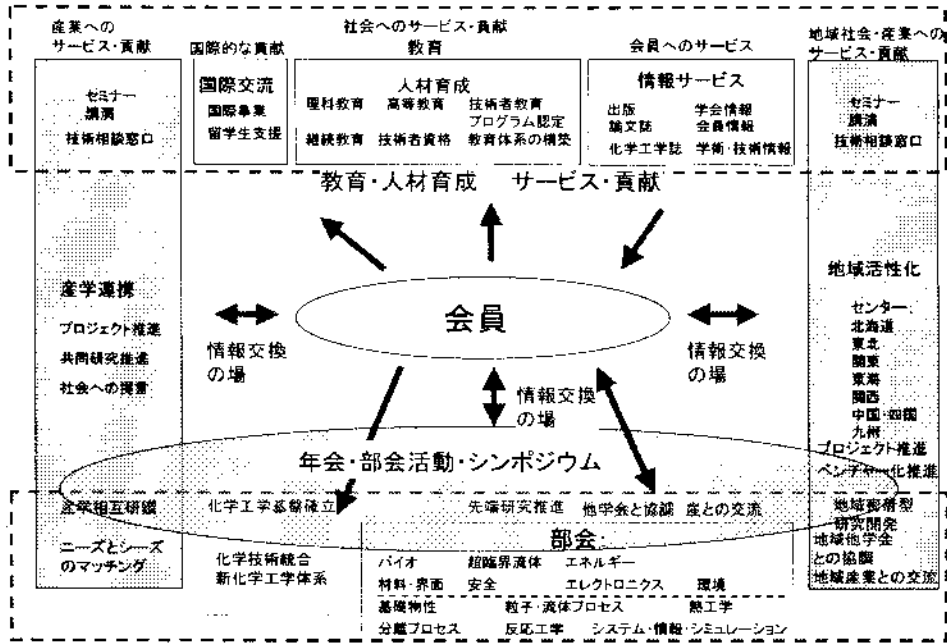 産業への
サービス・貢献
国際的な貢献
社会へのサービス・貢献
教育
会員へのサービス
地域社会・産業への
サービス・貢献
セミナー
講演
技術相談窓口
国際交流
国際事業
留学生支援
人材育成
理科教育 高等教育 技術者教育
プログラム認定
継続教育 技術者資格 教育体系の構築
情報サービス
出版 学会情報
論文誌 会員情報
化学工学誌 学術・技術情報
セミナー
講演
技術相談窓口
教育・人材育成 サービス・貢献
産学連携
プロジェクト推進
共同研究推進
社会への提言
会員
情報交換
の場
情報交換
の場
情報交換
の場
地域活性化
センター:
北海道
東北
関東
東海
関西
中国・四国
九州
プロジェクト推進
ベンチャー化推進
年会・部会活動・シンポジウム
産学相互研鑽
ニーズとシーズ
のマッチング
化学工学基盤確立
化学技術統合
新化学工学体系
先端研究推進 他学会と協調 産との交流
部会:
バイオ 超臨界流体 エネルギー
材料・界面 安全 エレクトロニクス 環境
基礎物性 粒子・流体プロセス 熱工学
分離プロセス 反応工学 システム・情報・シミュレーション
地域密着型
研究開発
地域他学会
との協調
地域産業との交流